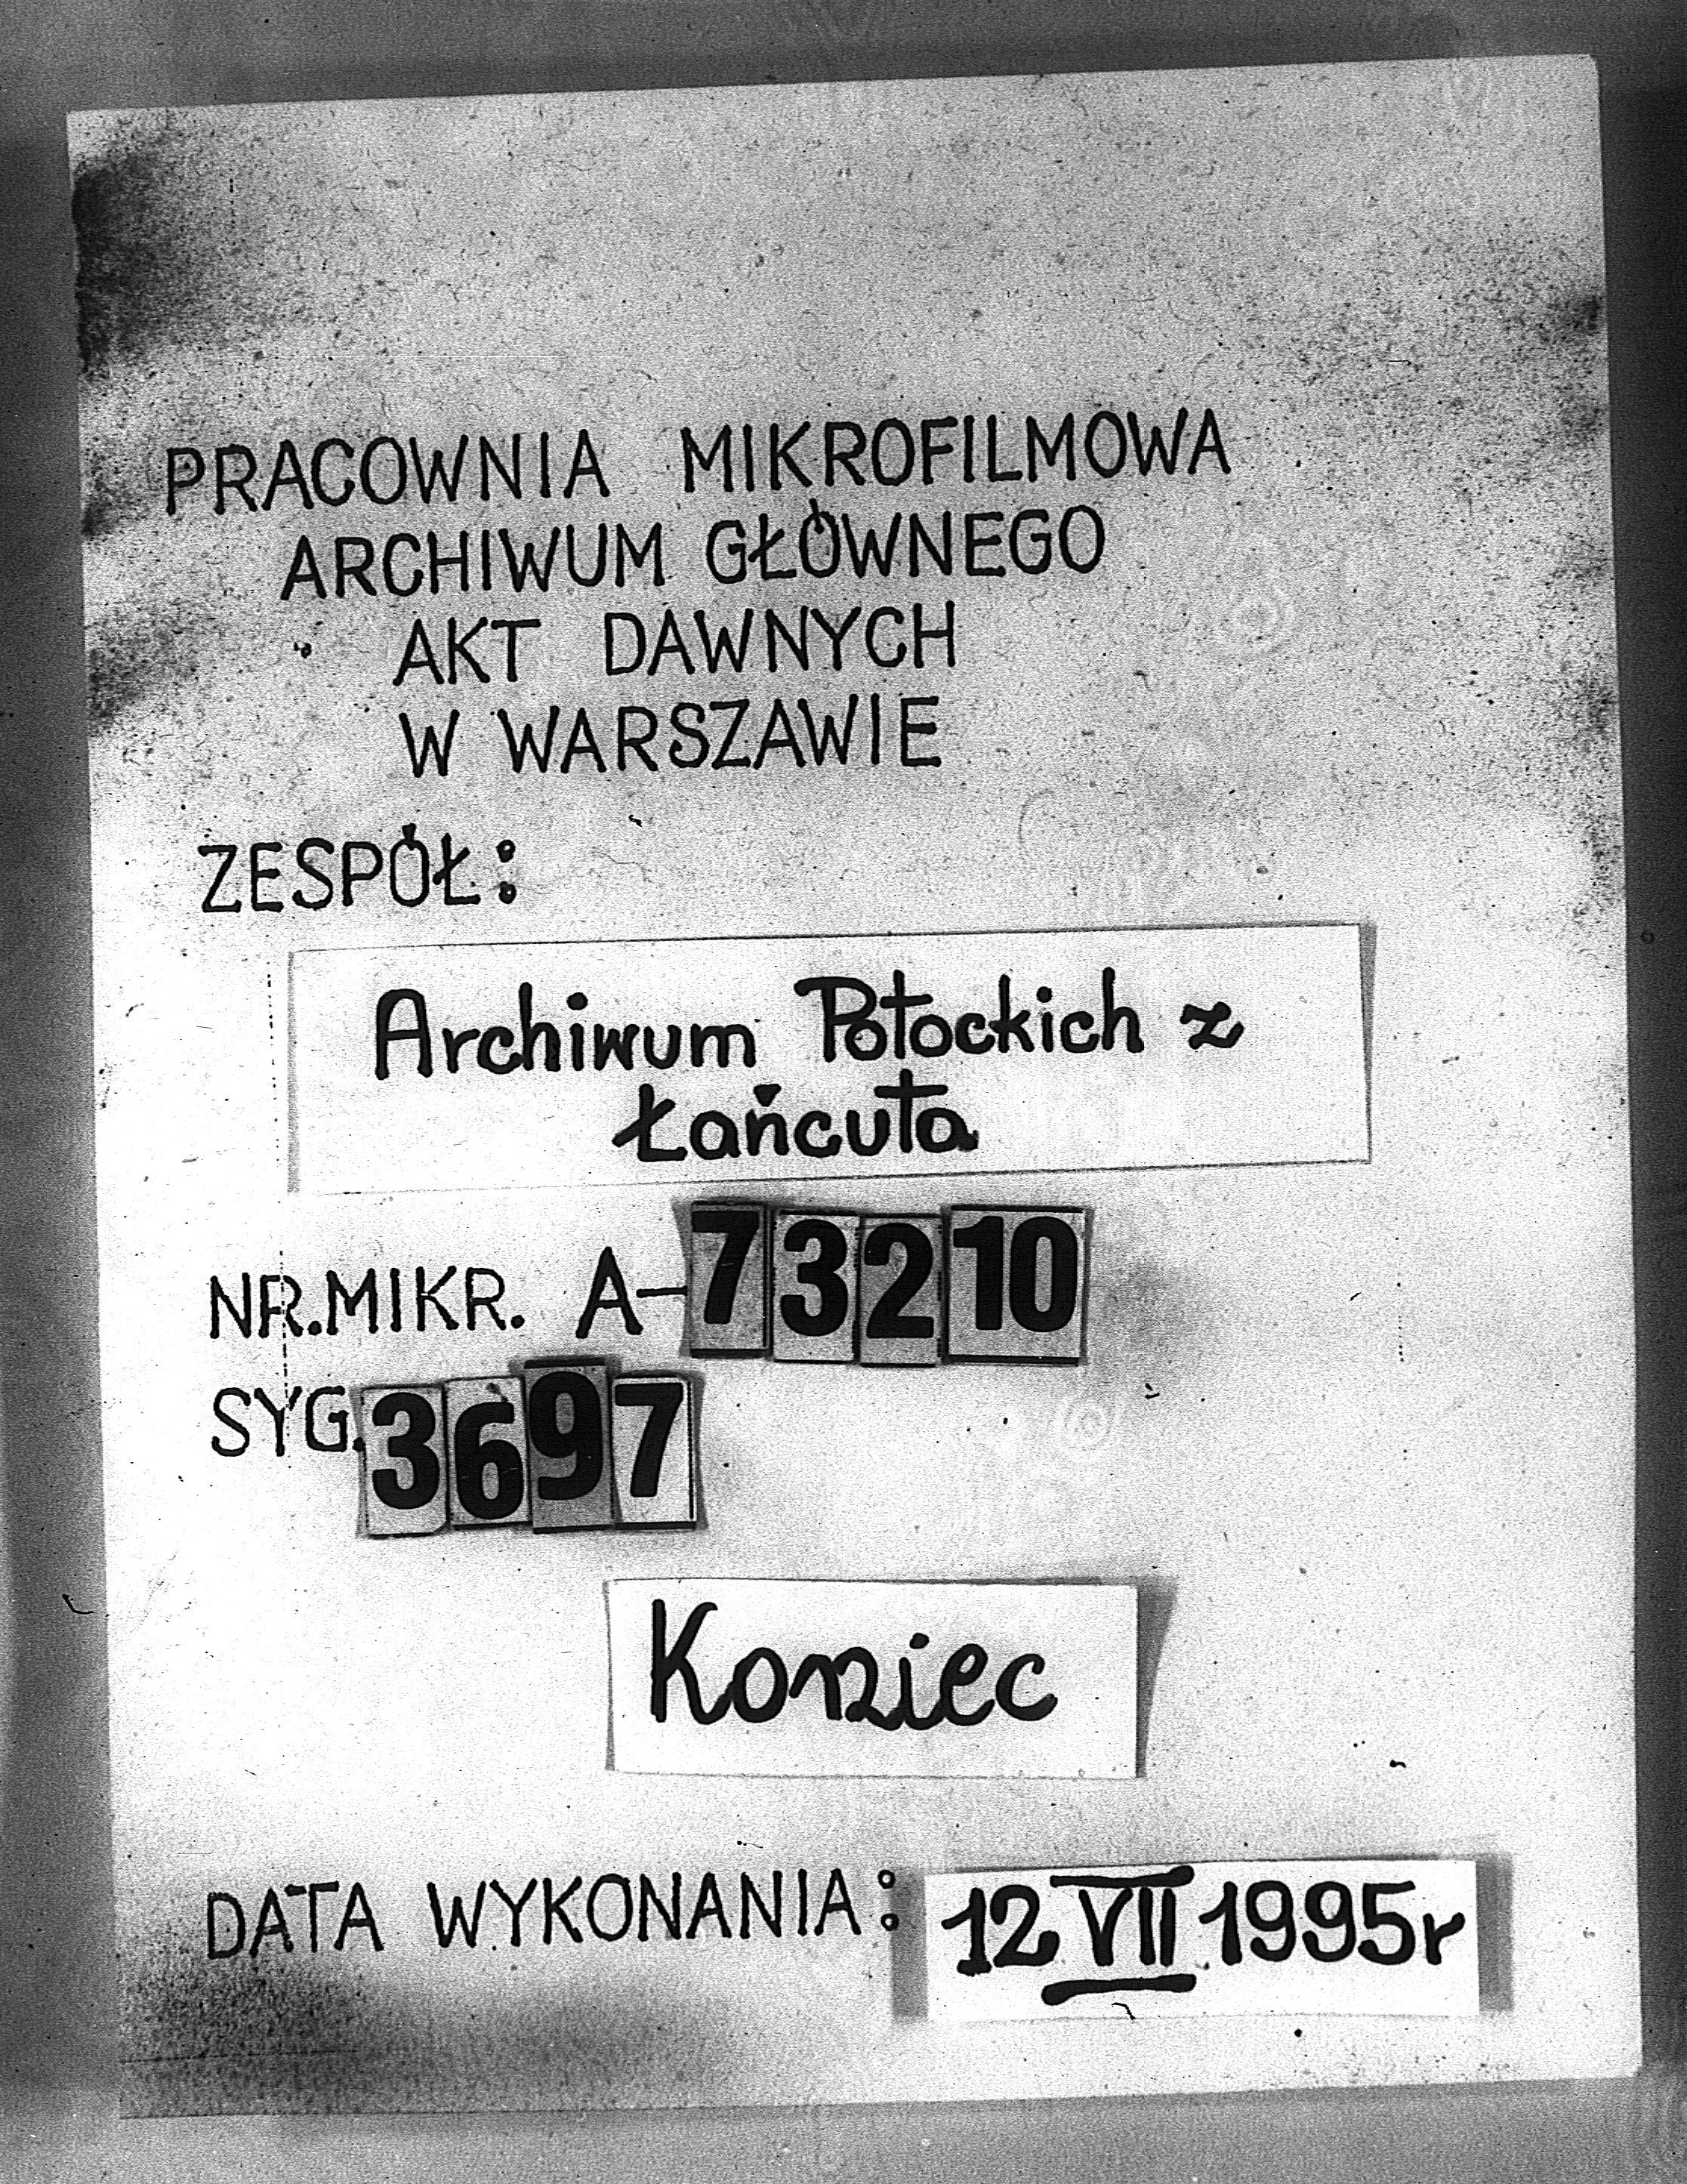 PRACOWNIA MIKROFILMOWA
ARCHIWUM GŁÓWNEGO
AKT DAWNYCH
W WARSZAWIE
ZESPÓŁ:
Archiwum Potockich z
Łańcuta
NR.MIKR. A-73210
SYG.3697
Koniec
DATA WYKONANIA: 12 VII 1995r